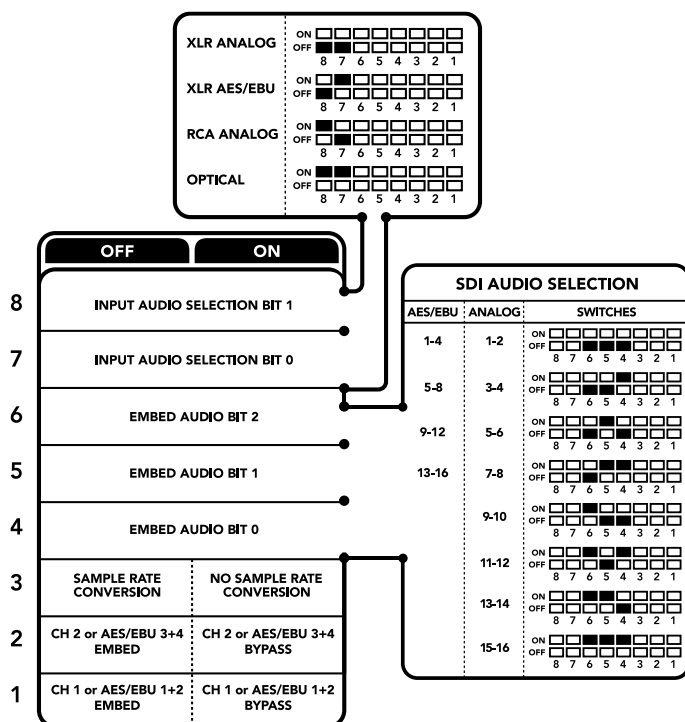 XLR ANALOG
ON
OFF
8 7 6 5 4 3 2 1
XLR AES/EBU
ON
OFF
8 7 6 5 4 3 2 1
RCA ANALOG
ON
OFF
8 7 6 5 4 3 2 1
OPTICAL
ON
OFF
8 7 6 5 4 3 2 1
OFF ON
8 INPUT AUDIO SELECTION BIT 1
7 INPUT AUDIO SELECTION BIT 0
6 EMBED AUDIO BIT 2
5 EMBED AUDIO BIT 1
4 EMBED AUDIO BIT 0
3
SAMPLE RATE
CONVERSION
NO SAMPLE RATE
CONVERSION
2
CH 2 or AES/EBU 3+4
EMBED
CH 2 or AES/EBU 3+4
BYPASS
1
CH 1 or AES/EBU 1+2
EMBED
CH 1 or AES/EBU 1+2
BYPASS
SDI AUDIO SELECTION
AES/EBU ANALOG SWITCHES
1-4 1-2
ON
OFF
8 7 6 5 4 3 2 1
5-8 3-4
ON
OFF
8 7 6 5 4 3 2 1
9-12 5-6
ON
OFF
8 7 6 5 4 3 2 1
13-16 7-8
ON
OFF
8 7 6 5 4 3 2 1
9-10
ON
OFF
8 7 6 5 4 3 2 1
11-12
ON
OFF
8 7 6 5 4 3 2 1
13-14
ON
OFF
8 7 6 5 4 3 2 1
15-16
ON
OFF
8 7 6 5 4 3 2 1